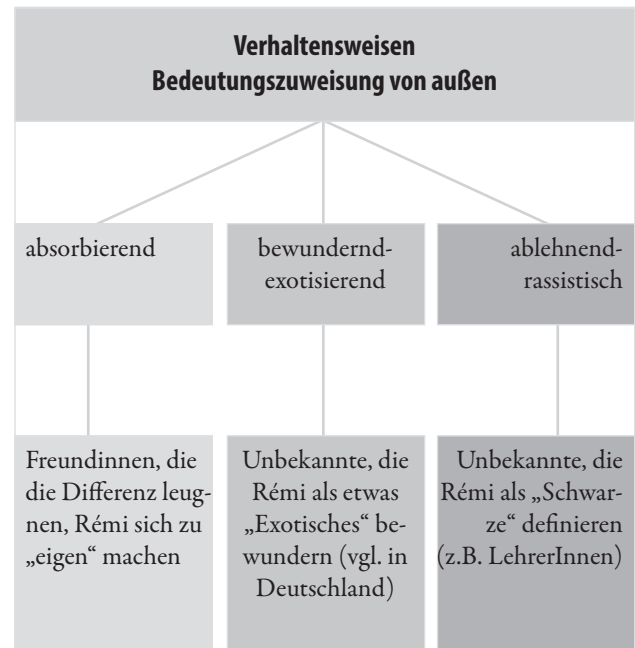 Verhaltensweisen
Bedeutungszuweisung von außen
absorbierend
bewundernd-
exotisierend
ablehnend-
rassistisch
Freundinnen, die
die Differenz leug-
nen, Rémi sich zu
„eigen“ machen
Unbekannte, die
Rémi als etwas
„Exotisches“ be-
wundern (vgl. in
Deutschland)
Unbekannte, die
Rémi als „Schwar-
ze“ definieren
(z.B. LehrerInnen)